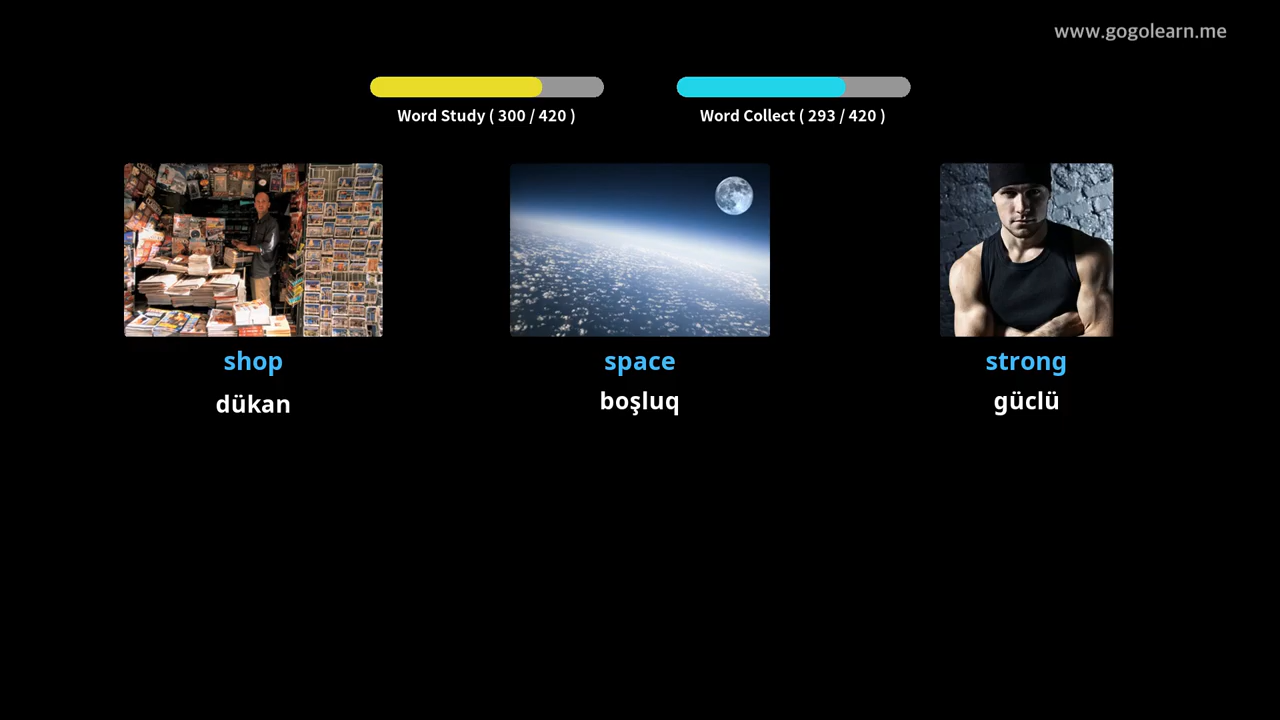 www.gogolearn.me
Word Study ( 300 / 420 )
Word Collect ( 293 / 420 )
shop
space
strong
dükan
boşluq
güclü